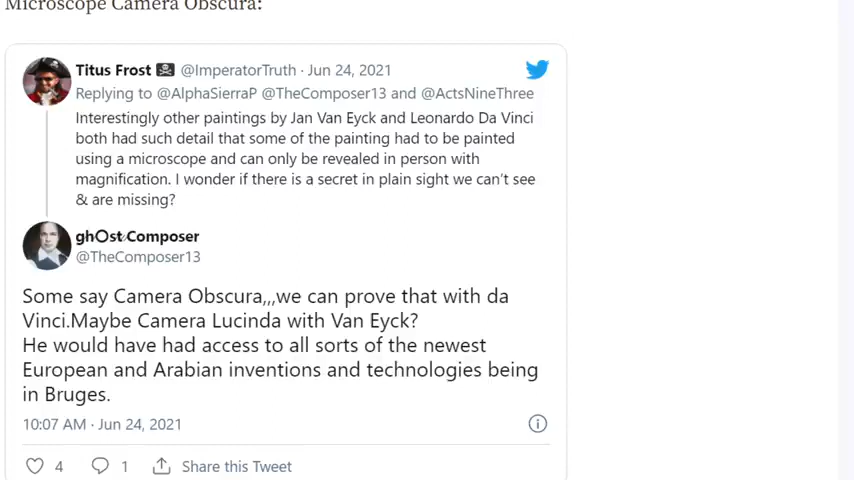 Microscope Camera Obscura:
Titus Frost @ImperatorTruth · Jun 24, 2021
Replying to @AlphaSierraP @TheComposer13 and @ActsNineThree
Interestingly other paintings by Jan Van Eyck and Leonardo Da Vinci
both had such detail that some of the painting had to be painted
using a microscope and can only be revealed in person with
magnification. I wonder if there is a secret in plain sight we can't see
& are missing?
ghOst Composer
@TheComposer13
Some say Camera Obscura,,,we can prove that with da
Vinci.Maybe Camera Lucinda with Van Eyck?
He would have had access to all sorts of the newest
European and Arabian inventions and technologies being
in Bruges.
10:07 AM · Jun 24, 2021
4 1 Share this Tweet